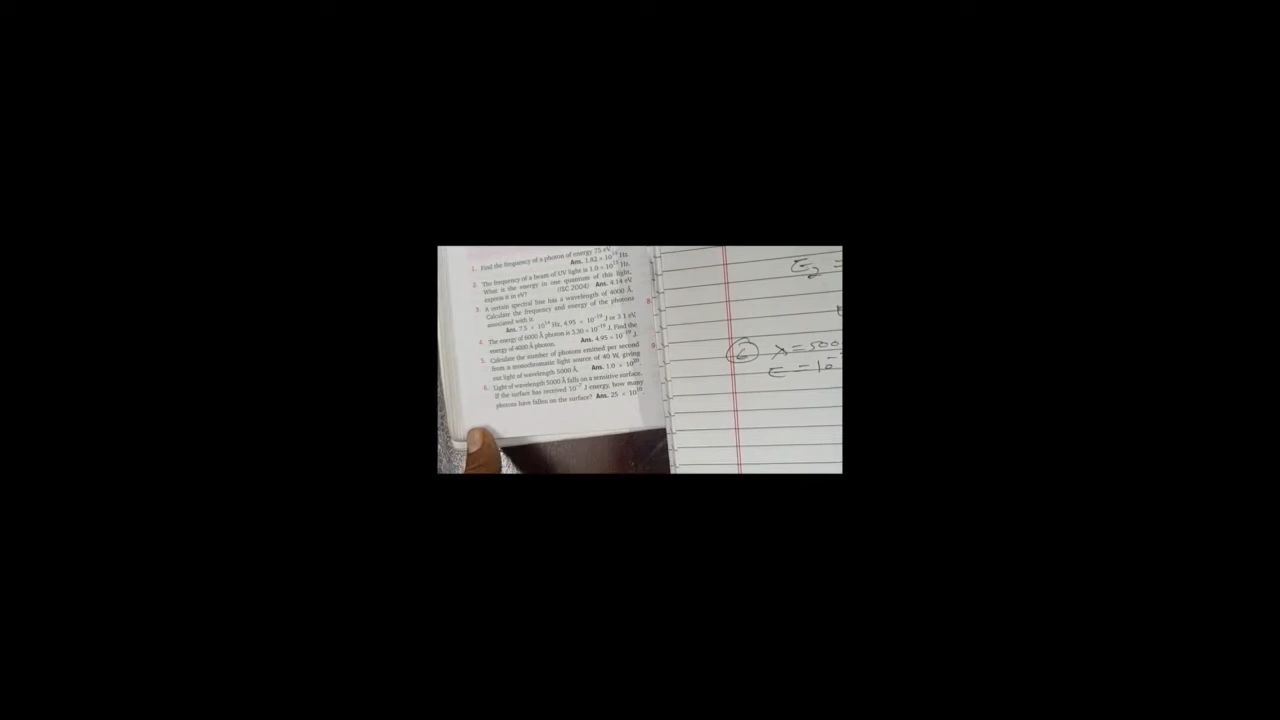 1. Find the frequency of a photon of energy 75 eV.
Ans. 1.82 × 10¹⁶ Hz.
2. The frequency of a beam of UV light is 1.0 × 10¹⁵ Hz.
What is the energy in one quantum of this light,
express it in eV? (ISC 2004) Ans. 4.14 eV
3. A certain spectral line has a wavelength of 4000 Å.
Calculate the frequency and energy of the photons
associated with it.
Ans. 7.5 × 10¹⁴ Hz, 4.95 × 10⁻¹⁹ J or 3.1 eV.
4. The energy of 6000 Å photon is 3.30 × 10⁻¹⁹ J. Find the
energy of 4000 Å photon. Ans. 4.95 × 10⁻¹⁹ J.
5. Calculate the number of photons emitted per second
from a monochromatic light source of 40 W, giving
out light of wavelength 5000 Å. Ans. 1.0 × 10²⁰.
6. Light of wavelength 5000 Å falls on a sensitive surface.
If the surface has received 10⁻⁷ J energy, how many
photons have fallen on the surface? Ans. 25 × 10¹⁰.
E₂ =
6 λ = 500
E = 10